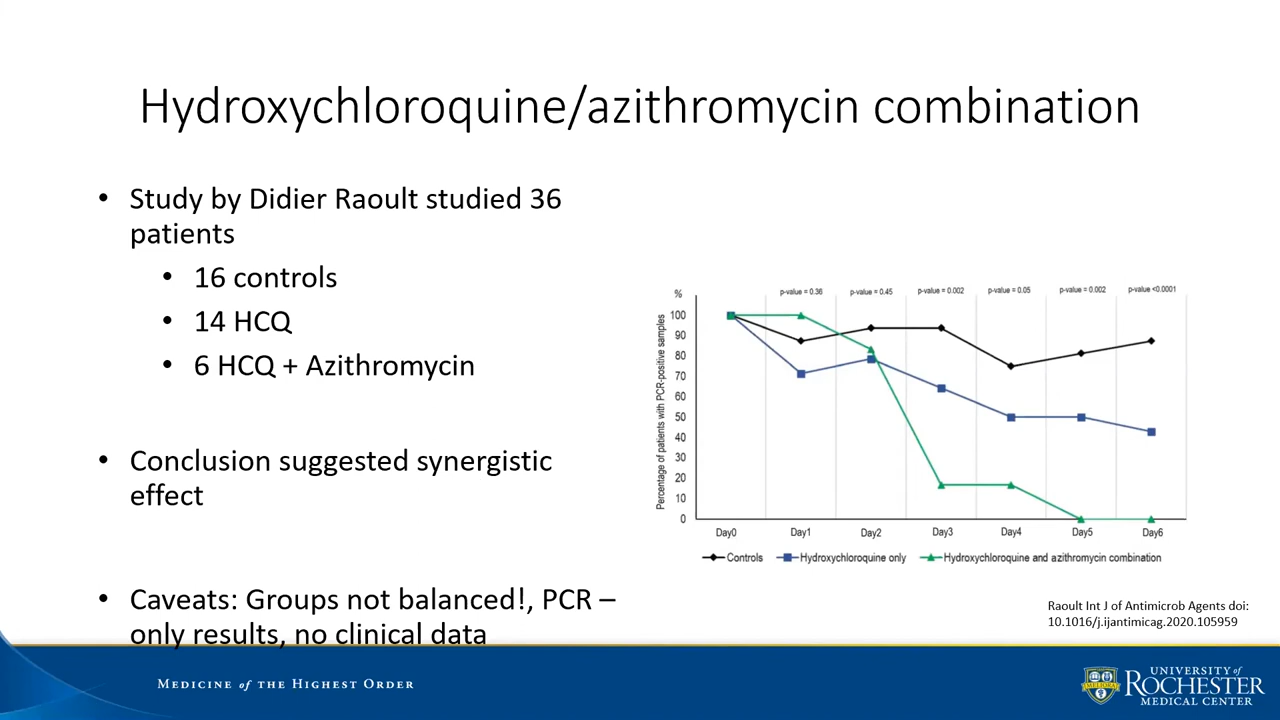 Hydroxychloroquine/azithromycin combination
• Study by Didier Raoult studied 36
patients
• 16 controls
• 14 HCQ
• 6 HCQ + Azithromycin
• Conclusion suggested synergistic
effect
• Caveats: Groups not balanced!, PCR –
only results, no clinical data
p-value = 0.36 p-value = 0.45 p-value = 0.002 p-value = 0.05 p-value = 0.002 p-value <0.0001
%
100
90
80
70
60
50
40
30
20
10
0
Percentage of patients with PCR-positive samples
Day0 Day1 Day2 Day3 Day4 Day5 Day6
Controls Hydroxychloroquine only Hydroxychloroquine and azithromycin combination
Raoult Int J of Antimicrob Agents doi:
10.1016/j.ijantimicag.2020.105959
MEDICINE of THE HIGHEST ORDER
MELIORA
UNIVERSITY of
ROCHESTER
MEDICAL CENTER